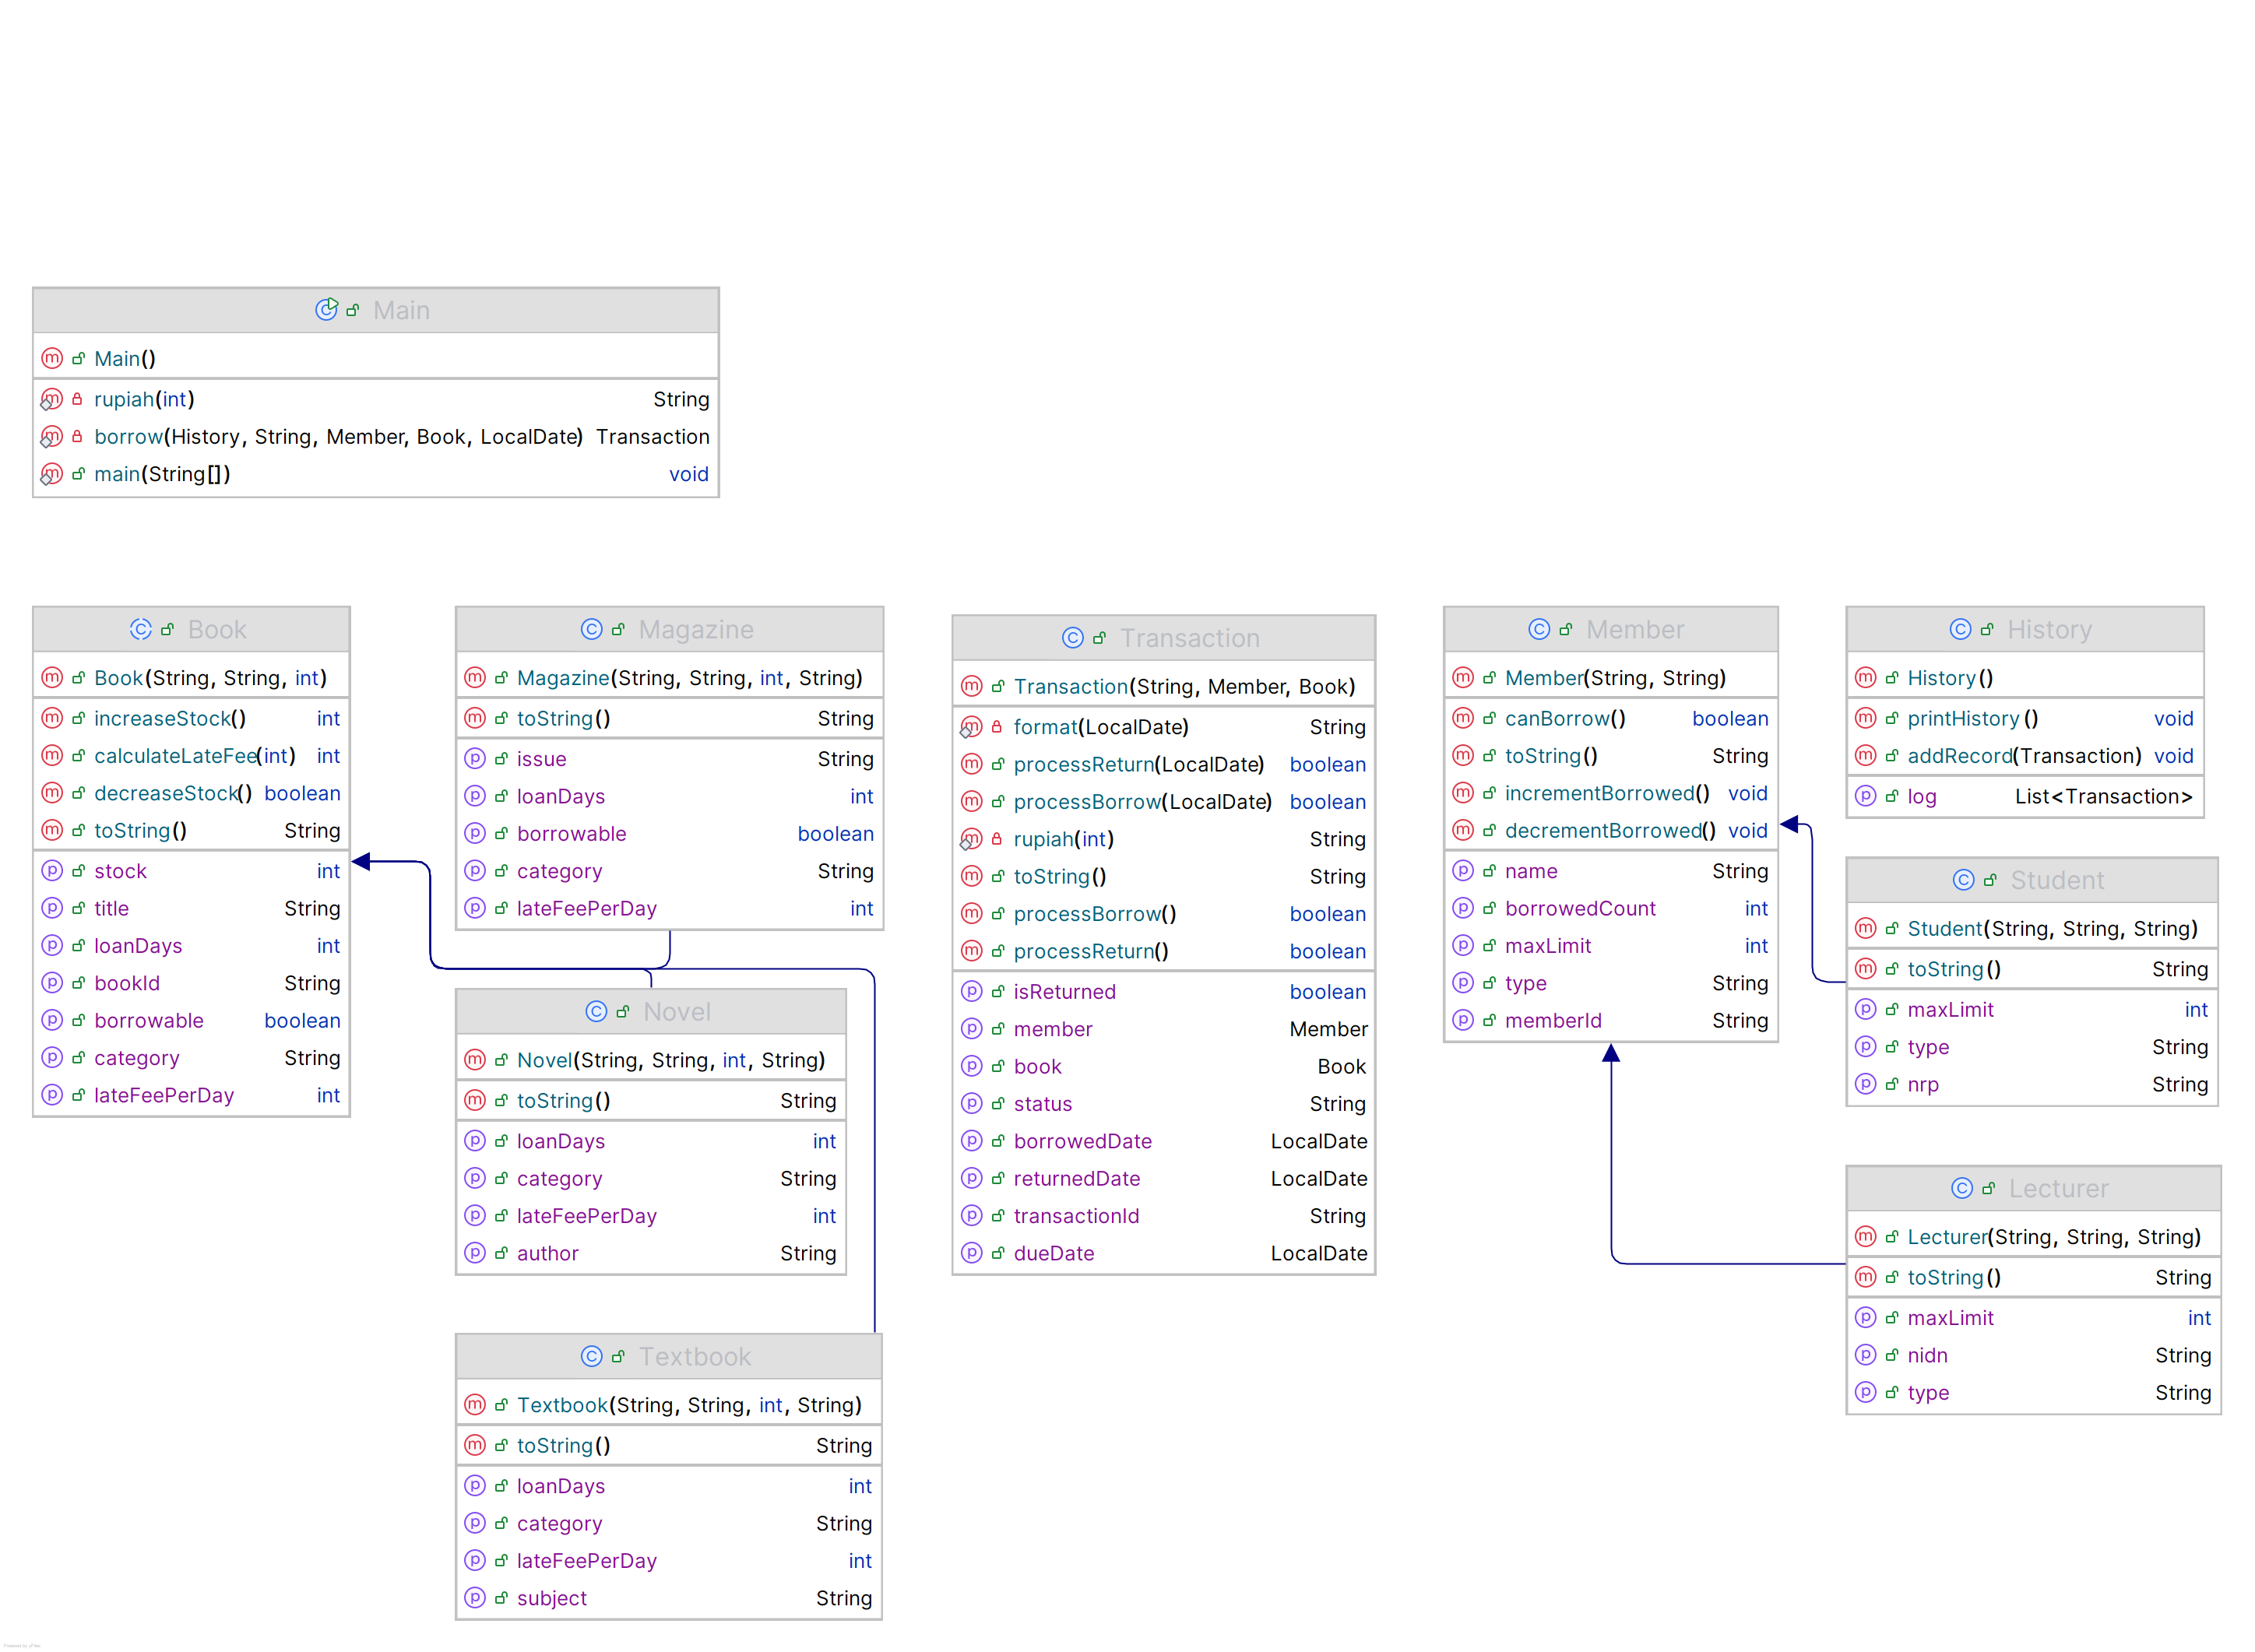 Main
Main()
rupiah(int) String
borrow(History, String, Member, Book, LocalDate) Transaction
main(String[]) void
Book
Book(String, String, int)
increaseStock() int
calculateLateFee(int) int
decreaseStock() boolean
toString() String
stock int
title String
loanDays int
bookId String
borrowable boolean
category String
lateFeePerDay int
Magazine
Magazine(String, String, int, String)
toString() String
issue String
loanDays int
borrowable boolean
category String
lateFeePerDay int
Novel
Novel(String, String, int, String)
toString() String
loanDays int
category String
lateFeePerDay int
author String
Textbook
Textbook(String, String, int, String)
toString() String
loanDays int
category String
lateFeePerDay int
subject String
Transaction
Transaction(String, Member, Book)
format(LocalDate) String
processReturn(LocalDate) boolean
processBorrow(LocalDate) boolean
rupiah(int) String
toString() String
processBorrow() boolean
processReturn() boolean
isReturned boolean
member Member
book Book
status String
borrowedDate LocalDate
returnedDate LocalDate
transactionId String
dueDate LocalDate
Member
Member(String, String)
canBorrow() boolean
toString() String
incrementBorrowed() void
decrementBorrowed() void
name String
borrowedCount int
maxLimit int
type String
memberId String
History
History()
printHistory() void
addRecord(Transaction) void
log List<Transaction>
Student
Student(String, String, String)
toString() String
maxLimit int
type String
nrp String
Lecturer
Lecturer(String, String, String)
toString() String
maxLimit int
nidn String
type String
Powered by yFiles